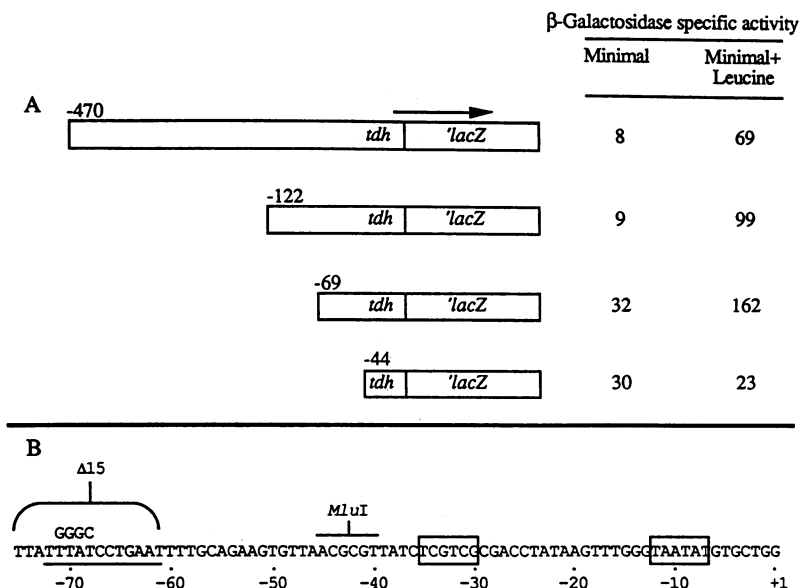 β-Galactosidase specific activity
Minimal
Minimal+
Leucine
A
-470
tdh 'lacZ
8 69
-122
tdh 'lacZ
9 99
-69
tdh 'lacZ
32 162
-44
tdh 'lacZ
30 23
B
Δ15
MluI
GGGC
TTATTTATCCTGAATTTTGCAGAAGTGTTAACGCGTTATCTCGTCGCGACCTATAAGTTTGGGTAATATGTGCTGG
-70 -60 -50 -40 -30 -20 -10 +1